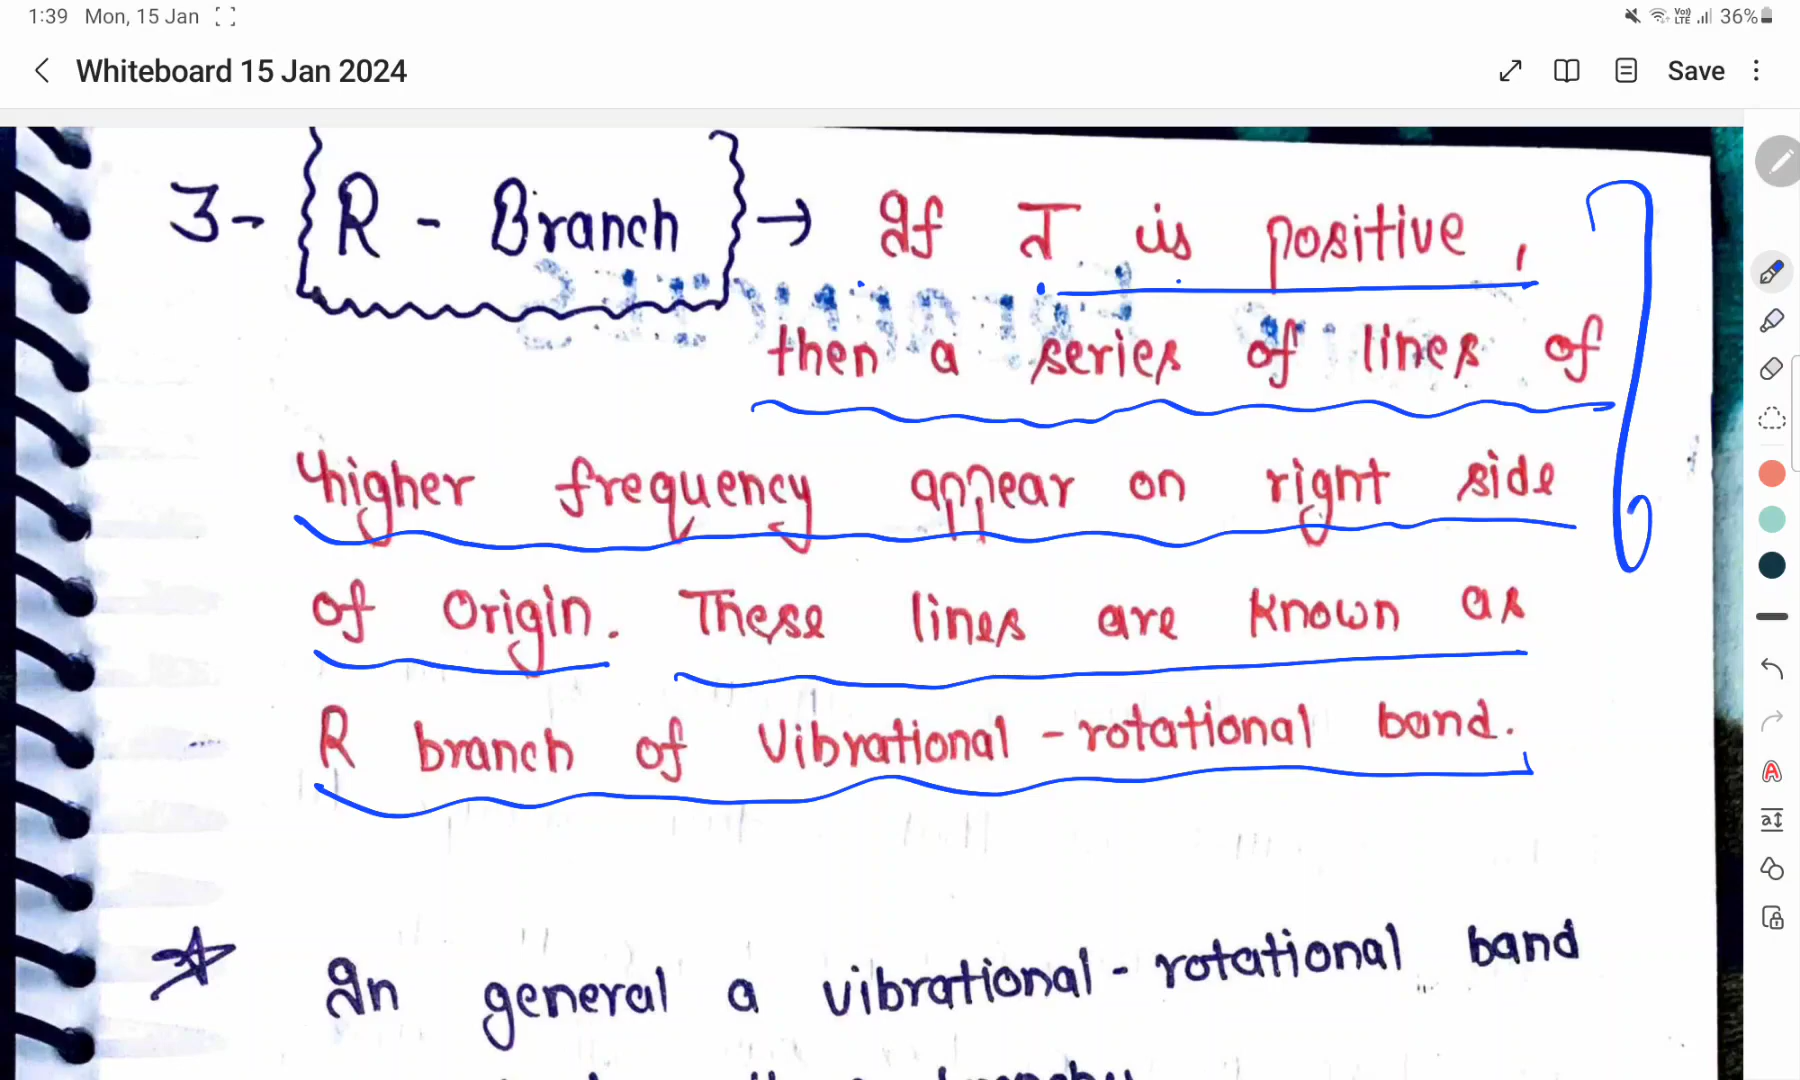 1:39 Mon, 15 Jan 36%
Whiteboard 15 Jan 2024 Save
3- R - Branch → If J is positive,
then a series of lines of
higher frequency appear on right side
of Origin. These lines are known as
R branch of Vibrational - rotational band.
In general a vibrational - rotational band